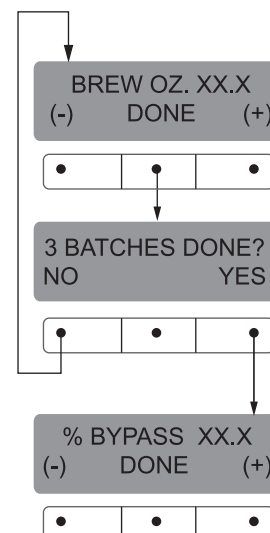 BREW OZ. XX.X
(-) DONE (+)
3 BATCHES DONE?
NO YES
% BYPASS XX.X
(-) DONE (+)